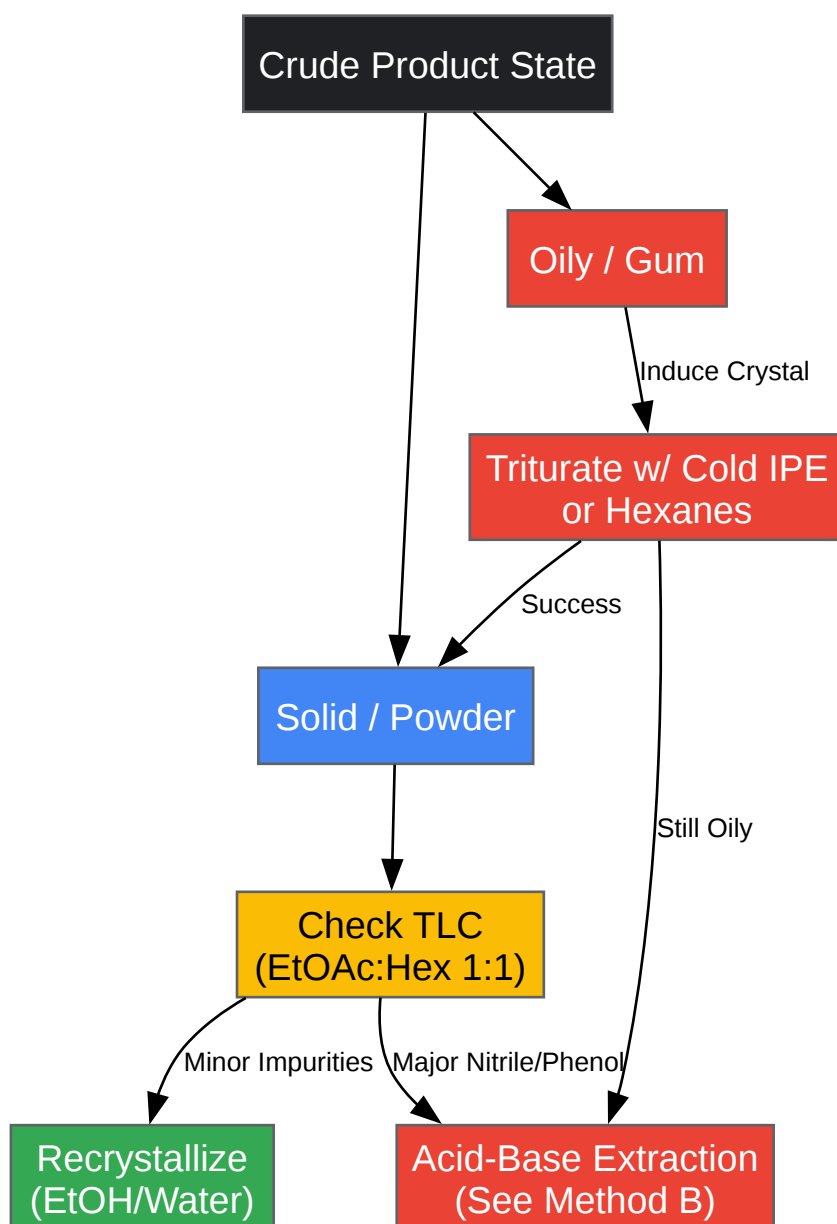 Crude Product State
Oily / Gum
Induce Crystal
Triturate w/ Cold IPE
or Hexanes
Success
Solid / Powder
Still Oily
Check TLC
(EtOAc:Hex 1:1)
Minor Impurities
Major Nitrile/Phenol
Recrystallize
(EtOH/Water)
Acid-Base Extraction
(See Method B)